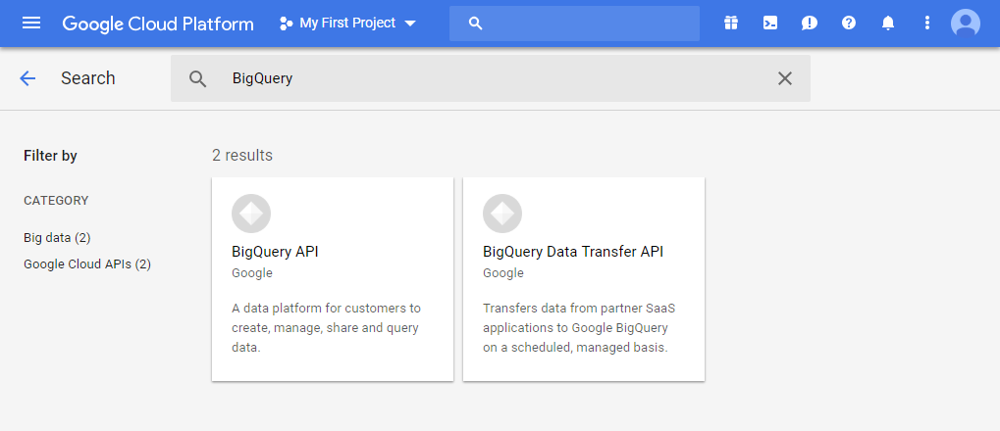 Google Cloud Platform
My First Project
Search
BigQuery
Filter by
CATEGORY
Big data (2)
Google Cloud APIs (2)
2 results
BigQuery API
Google
A data platform for customers to
create, manage, share and query
data.
BigQuery Data Transfer API
Google
Transfers data from partner SaaS
applications to Google BigQuery
on a scheduled, managed basis.